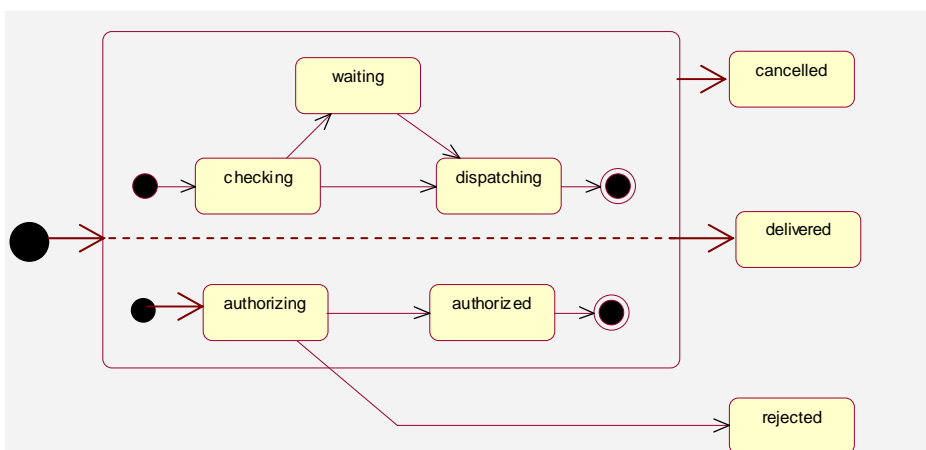 waiting
cancelled
checking
dispatching
delivered
authorizing
authorized
rejected